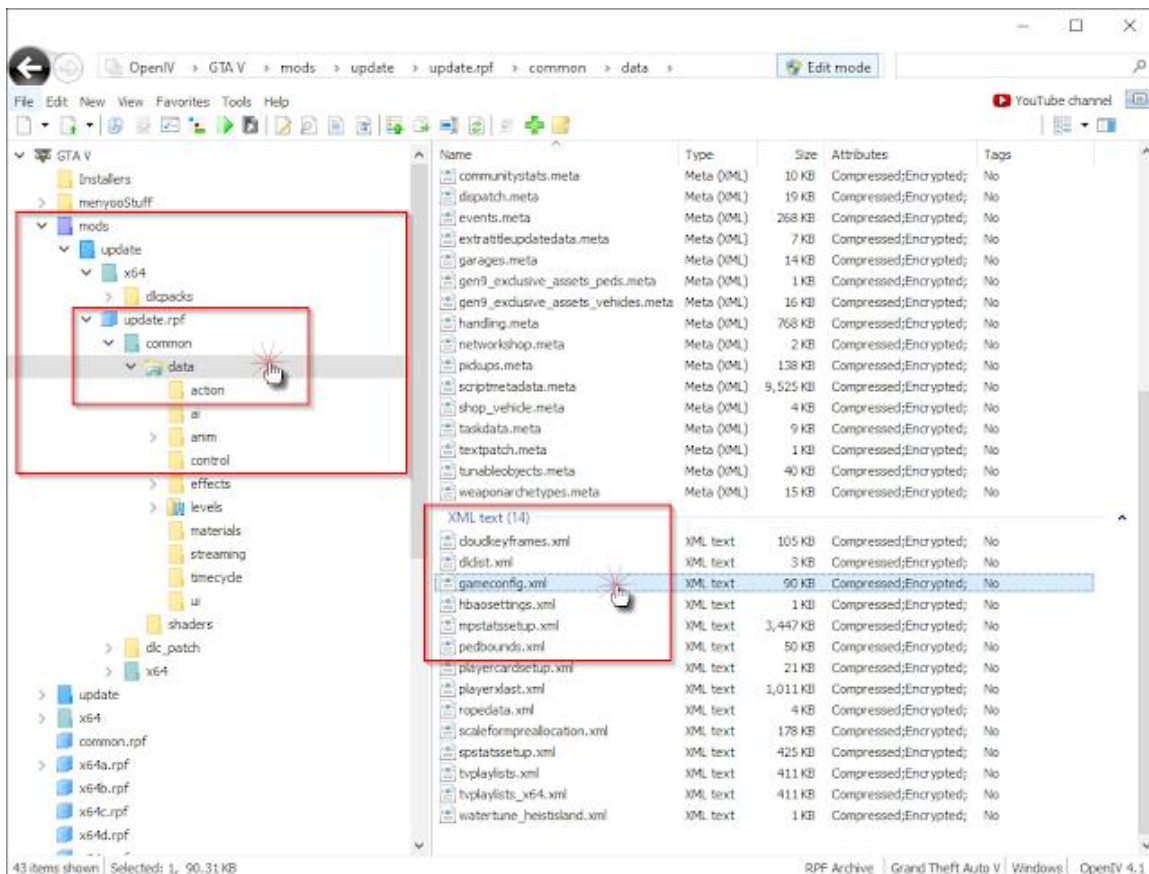 OpenIV > GTA V > mods > update > update.rpf > common > data > Edit mode
File Edit New View Favorites Tools Help YouTube channel
GTA V
Installers
menyooStuff
mods
update
x64
dlcpacks
update.rpf
common
data
action
ai
anim
control
effects
levels
materials
streaming
timecycle
ui
shaders
dlc_patch
x64
update
x64
common.rpf
x64a.rpf
x64b.rpf
x64c.rpf
x64d.rpf
Name Type Size Attributes Tags
communitystats.meta Meta (XML) 10 KB Compressed;Encrypted; No
dispatch.meta Meta (XML) 19 KB Compressed;Encrypted; No
events.meta Meta (XML) 268 KB Compressed;Encrypted; No
extratitleupdatedata.meta Meta (XML) 7 KB Compressed;Encrypted; No
garages.meta Meta (XML) 14 KB Compressed;Encrypted; No
gen9_exclusive_assets_peds.meta Meta (XML) 1 KB Compressed;Encrypted; No
gen9_exclusive_assets_vehicles.meta Meta (XML) 16 KB Compressed;Encrypted; No
handling.meta Meta (XML) 768 KB Compressed;Encrypted; No
networkshop.meta Meta (XML) 2 KB Compressed;Encrypted; No
pickups.meta Meta (XML) 138 KB Compressed;Encrypted; No
scriptmetadata.meta Meta (XML) 9,525 KB Compressed;Encrypted; No
shop_vehicle.meta Meta (XML) 4 KB Compressed;Encrypted; No
taskdata.meta Meta (XML) 9 KB Compressed;Encrypted; No
textpatch.meta Meta (XML) 1 KB Compressed;Encrypted; No
tunableobjects.meta Meta (XML) 40 KB Compressed;Encrypted; No
weaponarchetypes.meta Meta (XML) 15 KB Compressed;Encrypted; No
XML text (14)
cloudkeyframes.xml XML text 105 KB Compressed;Encrypted; No
dlclist.xml XML text 3 KB Compressed;Encrypted; No
gameconfig.xml XML text 90 KB Compressed;Encrypted; No
hbaosettings.xml XML text 1 KB Compressed;Encrypted; No
mpstatssetup.xml XML text 3,447 KB Compressed;Encrypted; No
pedbounds.xml XML text 50 KB Compressed;Encrypted; No
playercardsetup.xml XML text 21 KB Compressed;Encrypted; No
playerxlast.xml XML text 1,011 KB Compressed;Encrypted; No
ropedata.xml XML text 4 KB Compressed;Encrypted; No
scaleformpreallocation.xml XML text 178 KB Compressed;Encrypted; No
spstatssetup.xml XML text 425 KB Compressed;Encrypted; No
tvplaylists.xml XML text 411 KB Compressed;Encrypted; No
tvplaylists_x64.xml XML text 411 KB Compressed;Encrypted; No
watertune_heistisland.xml XML text 1 KB Compressed;Encrypted; No
43 items shown Selected: 1, 90.31 KB RPF Archive Grand Theft Auto V Windows OpenIV 4.1